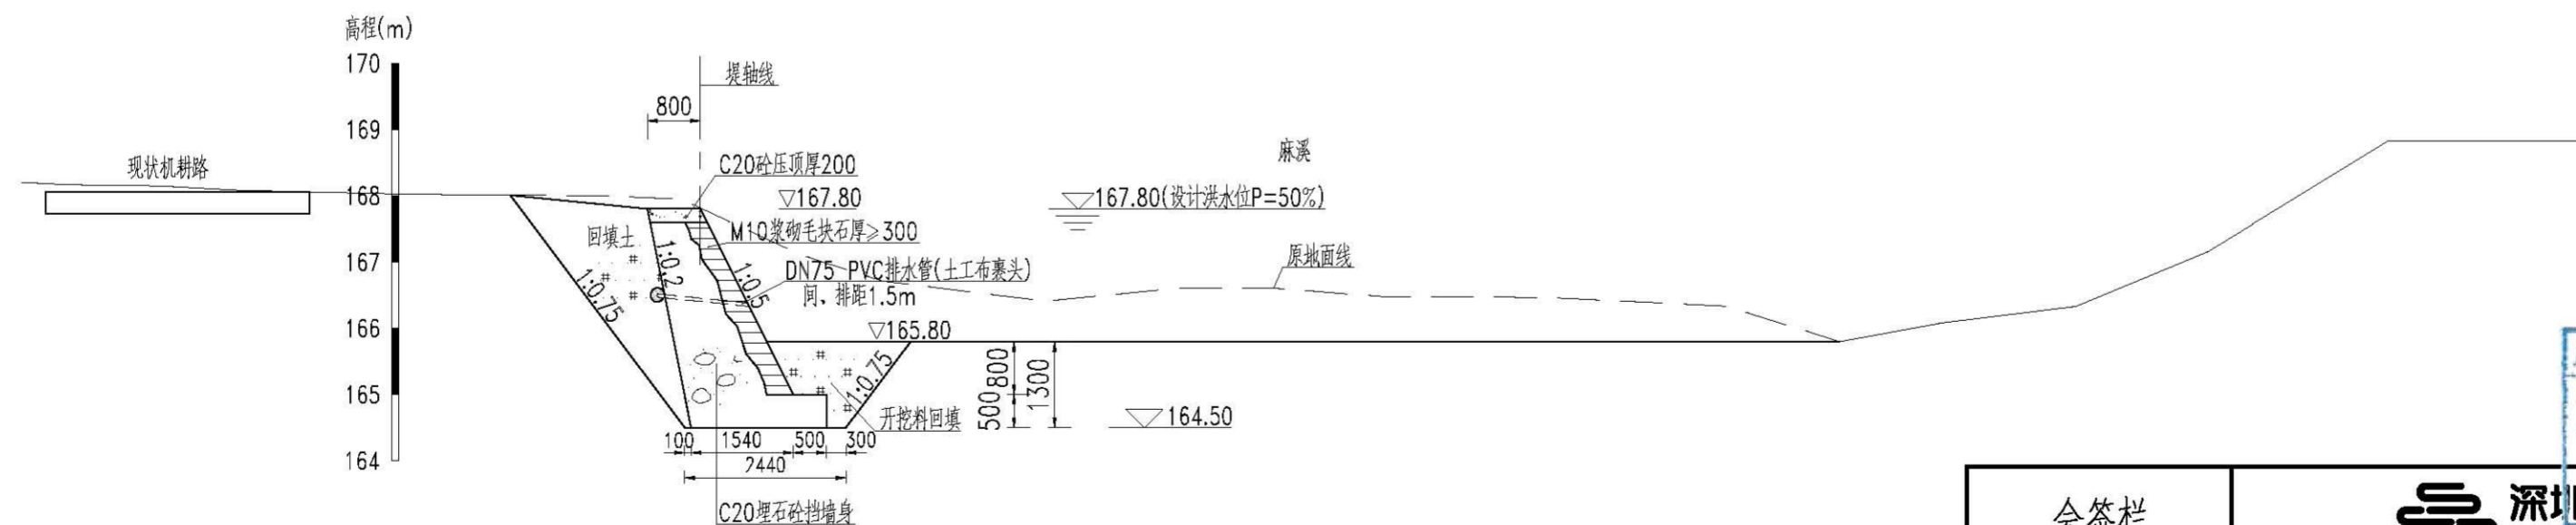 高程(m)
170
堤轴线
800
169
麻溪
现状机耕路
C20砼压顶厚200
168
▽167.80
167.80(设计洪水位P=50%)
回填土
M10浆砌毛块石厚≥300
1:0.2
原地面线
167
1:0.5
DN75 PVC排水管(土工布裹头)
间、排距1.5m
1:0.75
166
▽165.80
800
1300
1:0.75
165
500
开挖料回填
164.50
100
1540
500
300
164
2440
C20埋石砼挡墙身
会签栏
深圳